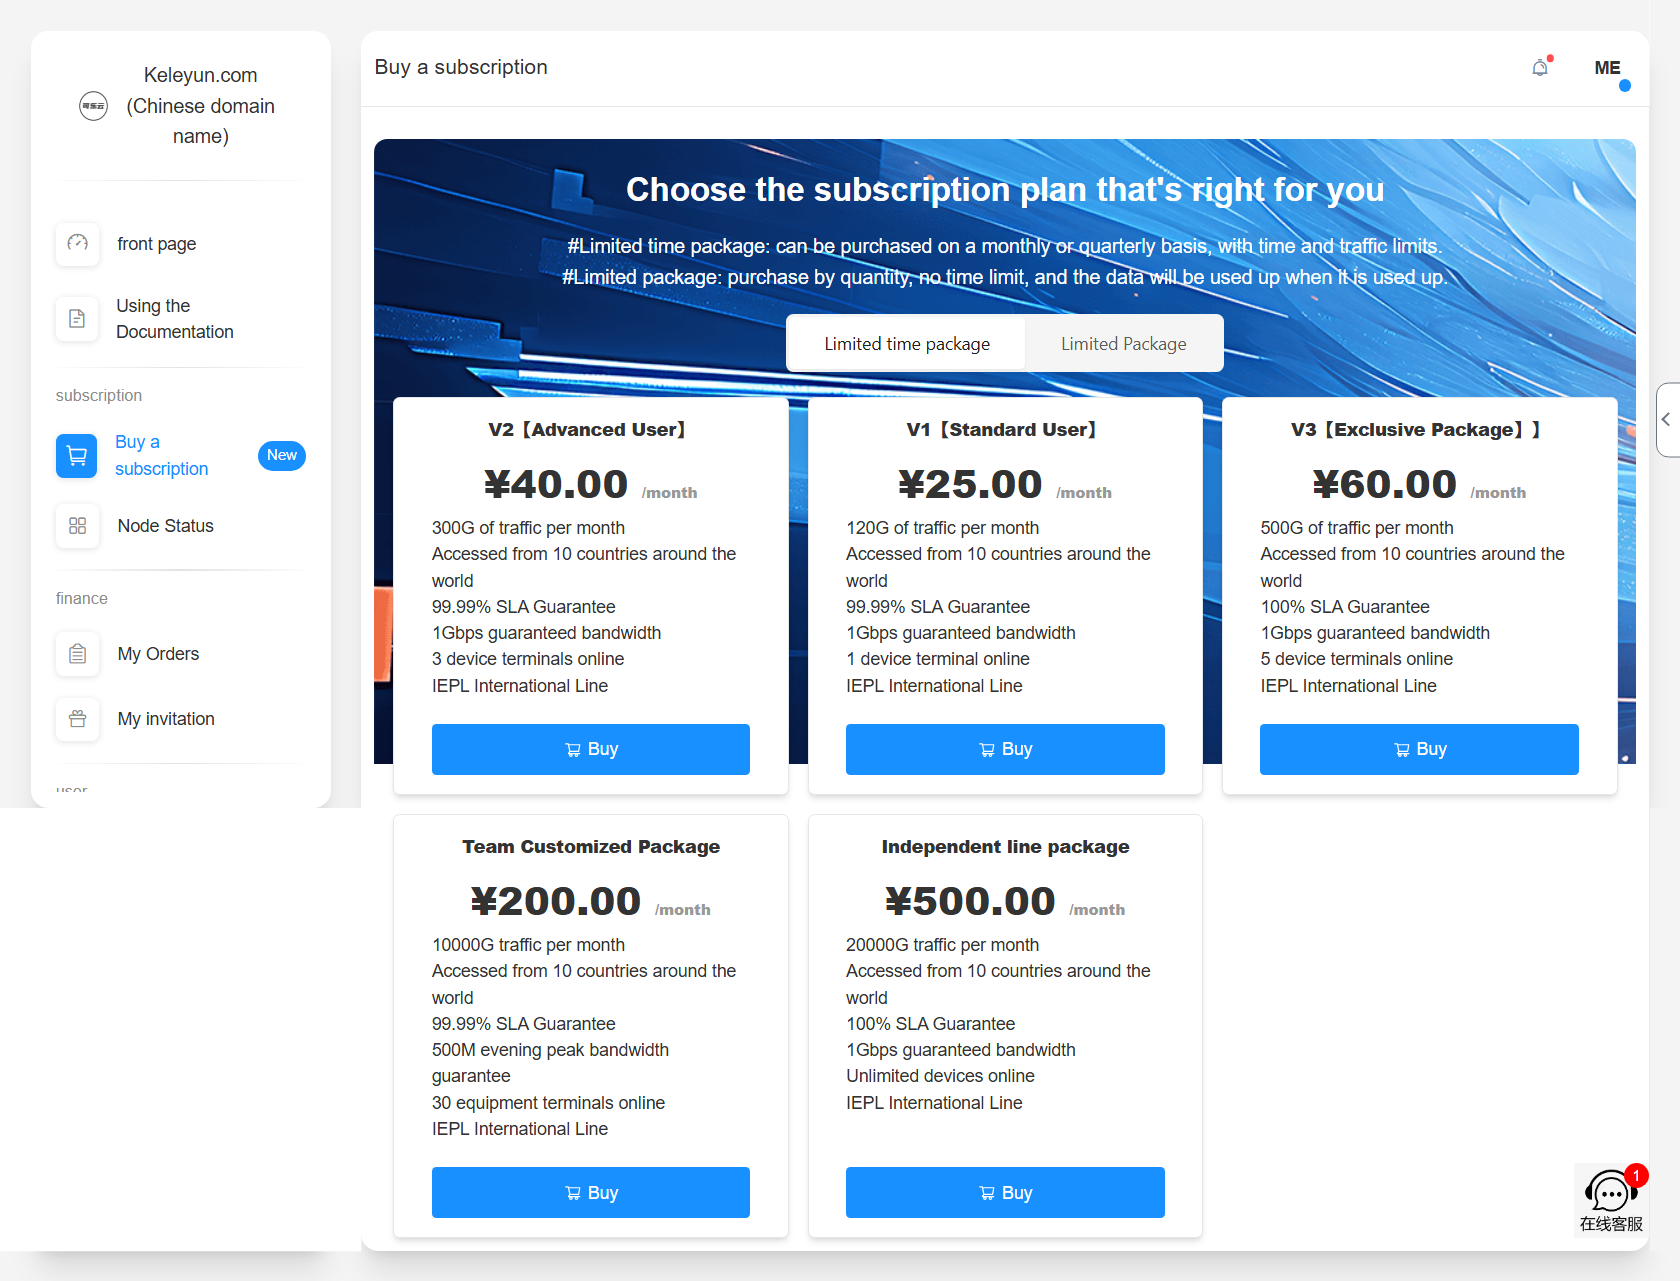 Keleyun.com
(Chinese domain
name)
可乐云
front page
Using the
Documentation
subscription
Buy a
subscription
New
Node Status
finance
My Orders
My invitation
user
Buy a subscription
ME
Choose the subscription plan that's right for you
#Limited time package: can be purchased on a monthly or quarterly basis, with time and traffic limits.
#Limited package: purchase by quantity, no time limit, and the data will be used up when it is used up.
Limited time package
Limited Package
V2【Advanced User】
¥40.00 /month
300G of traffic per month
Accessed from 10 countries around the
world
99.99% SLA Guarantee
1Gbps guaranteed bandwidth
3 device terminals online
IEPL International Line
Buy
V1【Standard User】
¥25.00 /month
120G of traffic per month
Accessed from 10 countries around the
world
99.99% SLA Guarantee
1Gbps guaranteed bandwidth
1 device terminal online
IEPL International Line
Buy
V3【Exclusive Package】】
¥60.00 /month
500G of traffic per month
Accessed from 10 countries around the
world
100% SLA Guarantee
1Gbps guaranteed bandwidth
5 device terminals online
IEPL International Line
Buy
Team Customized Package
¥200.00 /month
10000G traffic per month
Accessed from 10 countries around the
world
99.99% SLA Guarantee
500M evening peak bandwidth
guarantee
30 equipment terminals online
IEPL International Line
Buy
Independent line package
¥500.00 /month
20000G traffic per month
Accessed from 10 countries around the
world
100% SLA Guarantee
1Gbps guaranteed bandwidth
Unlimited devices online
IEPL International Line
Buy
1
在线客服